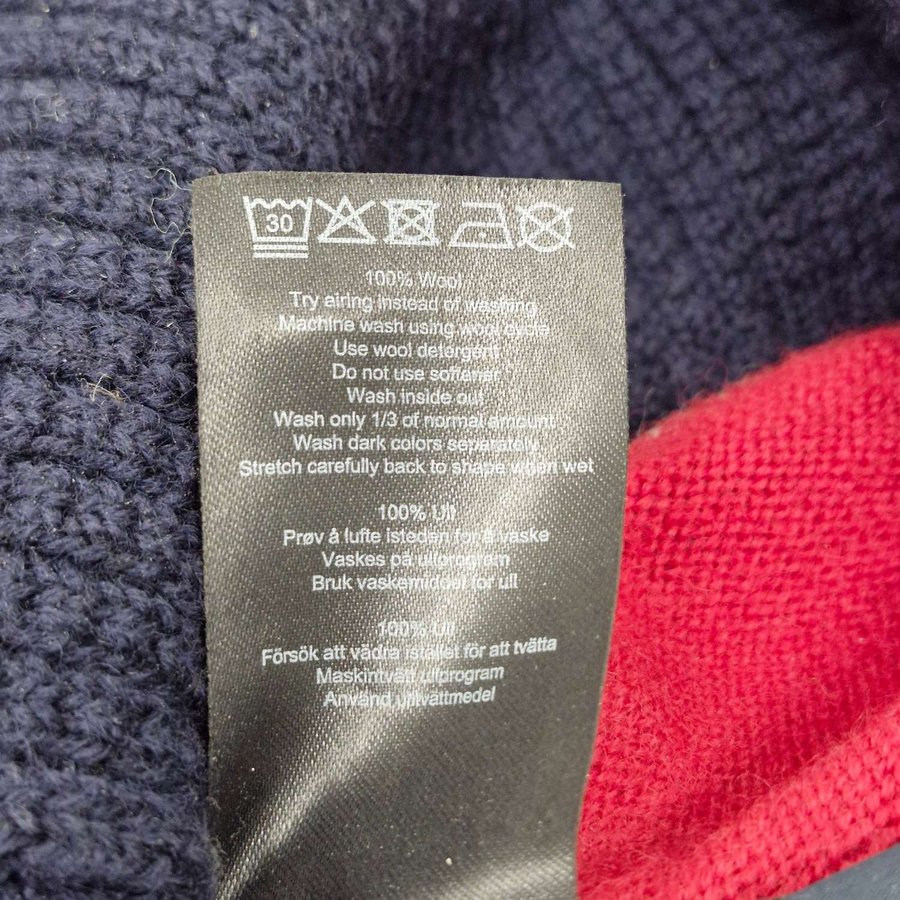 30
100% Wool
Try airing instead of washing
Machine wash using wool cycle
Use wool detergent
Do not use softener
Wash inside out
Wash only 1/3 of normal amount
Wash dark colors separately
Stretch carefully back to shape when wet
100% Ull
Prøv å lufte isteden for å vaske
Vaskes på ullprogram
Bruk vaskemiddel for ull
100% Ull
Försök att vädra istället för att tvätta
Maskintvätt ullprogram
Använd ulltvättmedel